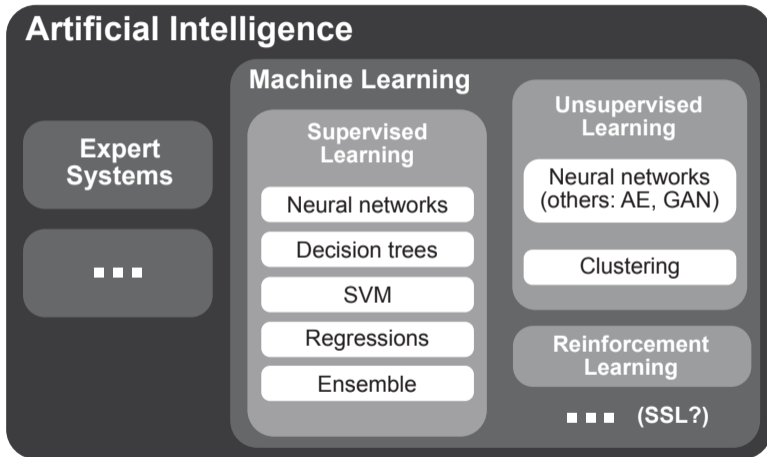 Artificial Intelligence
Expert
Systems
...
Machine Learning
Supervised
Learning
Neural networks
Decision trees
SVM
Regressions
Ensemble
Unsupervised
Learning
Neural networks
(others: AE, GAN)
Clustering
Reinforcement
Learning
... (SSL?)